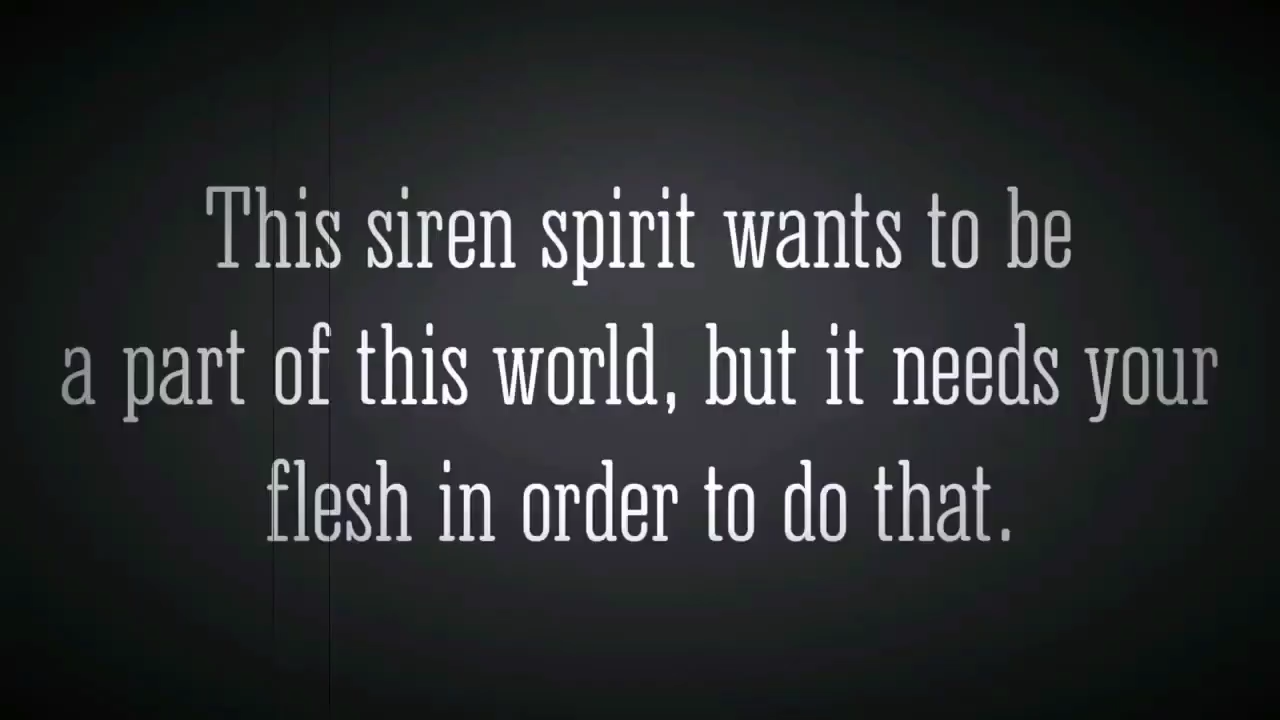 This siren spirit wants to be
a part of this world, but it needs your
flesh in order to do that.